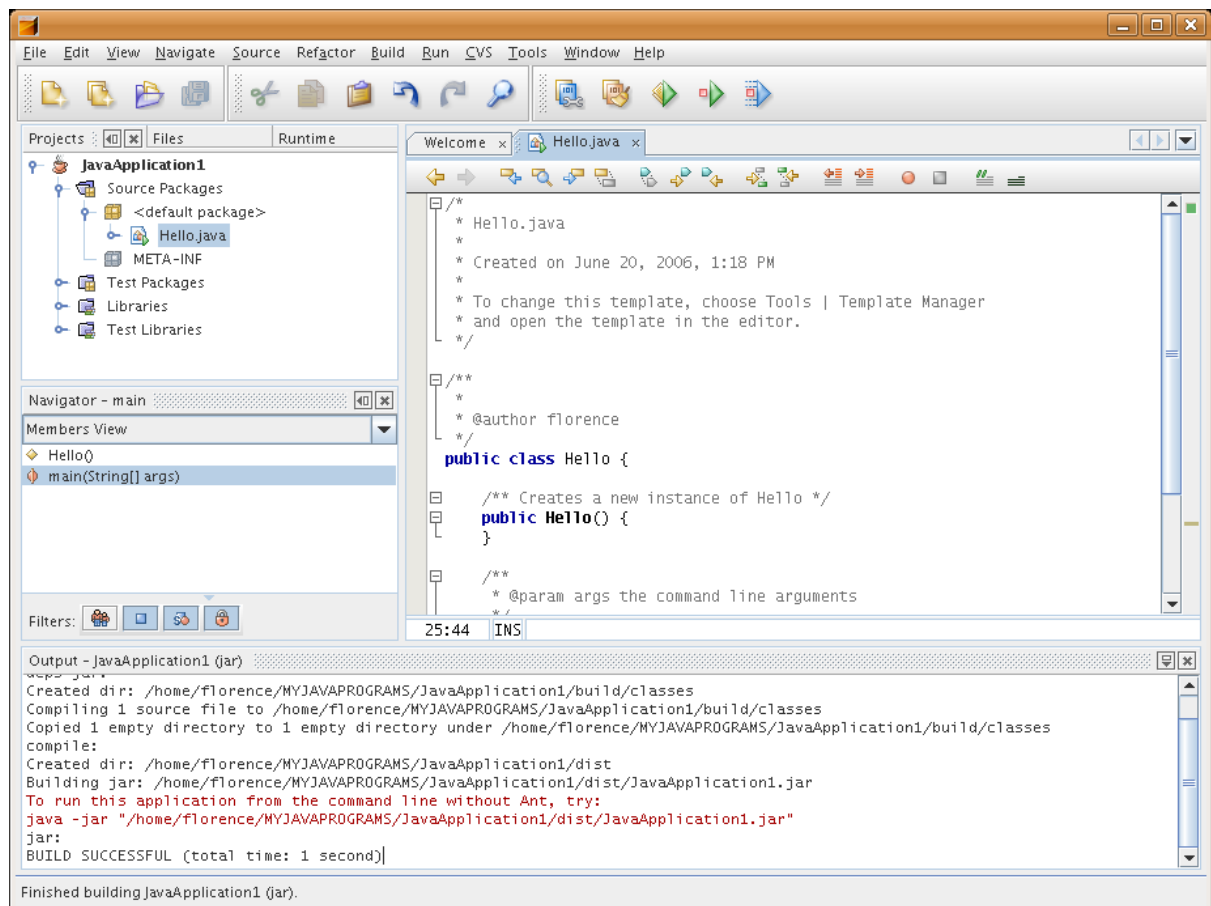 File Edit View Navigate Source Refactor Build Run CVS Tools Window Help
Projects Files Runtime
JavaApplication1
Source Packages
<default package>
Hello.java
META-INF
Test Packages
Libraries
Test Libraries
Navigator - main
Members View
Hello()
main(String[] args)
Filters:
Welcome Hello.java
/*
* Hello.java
*
* Created on June 20, 2006, 1:18 PM
*
* To change this template, choose Tools | Template Manager
* and open the template in the editor.
*/
/**
*
* @author florence
*/
public class Hello {
/** Creates a new instance of Hello */
public Hello() {
}
/**
* @param args the command line arguments
*/
25:44 INS
Output - JavaApplication1 (jar)
deps-jar:
Created dir: /home/florence/MYJAVAPROGRAMS/JavaApplication1/build/classes
Compiling 1 source file to /home/florence/MYJAVAPROGRAMS/JavaApplication1/build/classes
Copied 1 empty directory to 1 empty directory under /home/florence/MYJAVAPROGRAMS/JavaApplication1/build/classes
compile:
Created dir: /home/florence/MYJAVAPROGRAMS/JavaApplication1/dist
Building jar: /home/florence/MYJAVAPROGRAMS/JavaApplication1/dist/JavaApplication1.jar
To run this application from the command line without Ant, try:
java -jar "/home/florence/MYJAVAPROGRAMS/JavaApplication1/dist/JavaApplication1.jar"
jar:
BUILD SUCCESSFUL (total time: 1 second)
Finished building JavaApplication1 (jar).